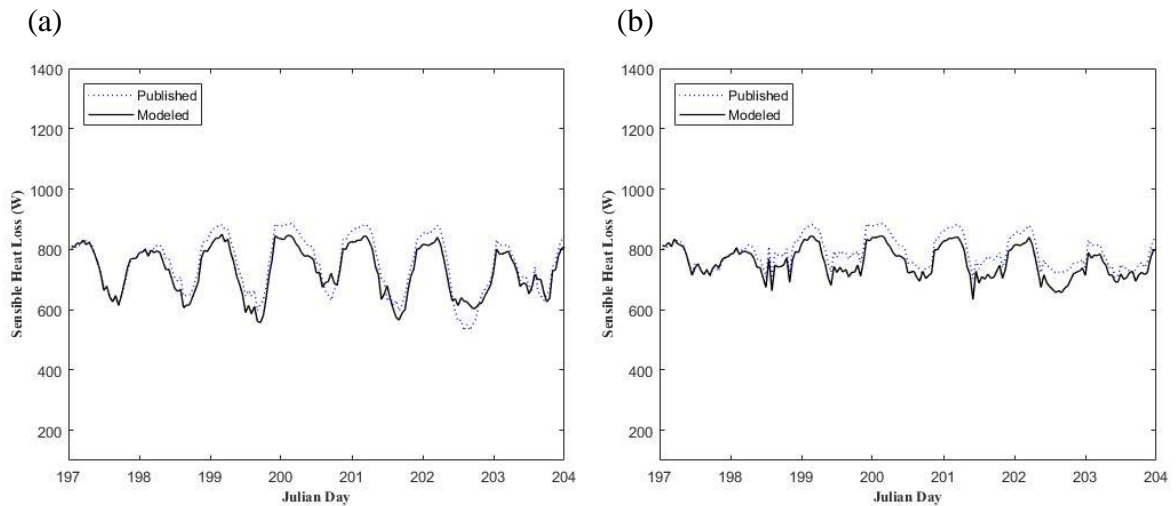 (a)
1400
1200
1000
800
600
400
200
197 198 199 200 201 202 203 204
Sensible Heat Loss (W)
Julian Day
Published
Modeled
(b)
1400
1200
1000
800
600
400
200
197 198 199 200 201 202 203 204
Sensible Heat Loss (W)
Julian Day
Published
Modeled